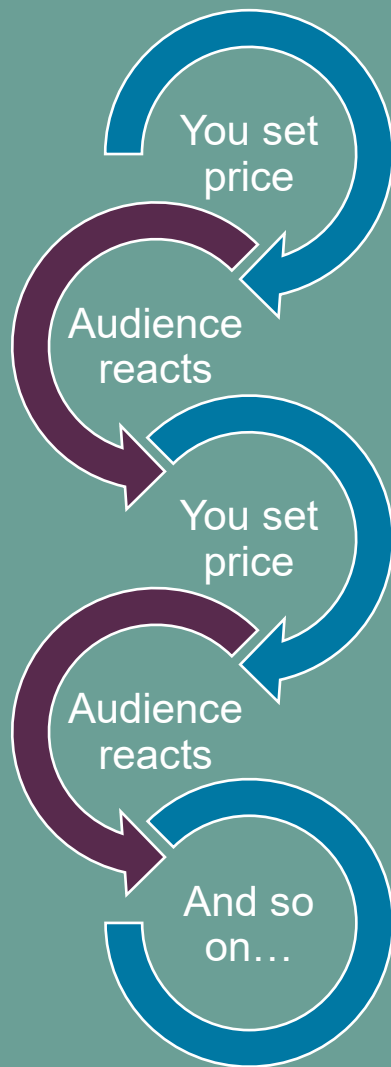 You set
price
Audience
reacts
You set
price
Audience
reacts
And so
on…